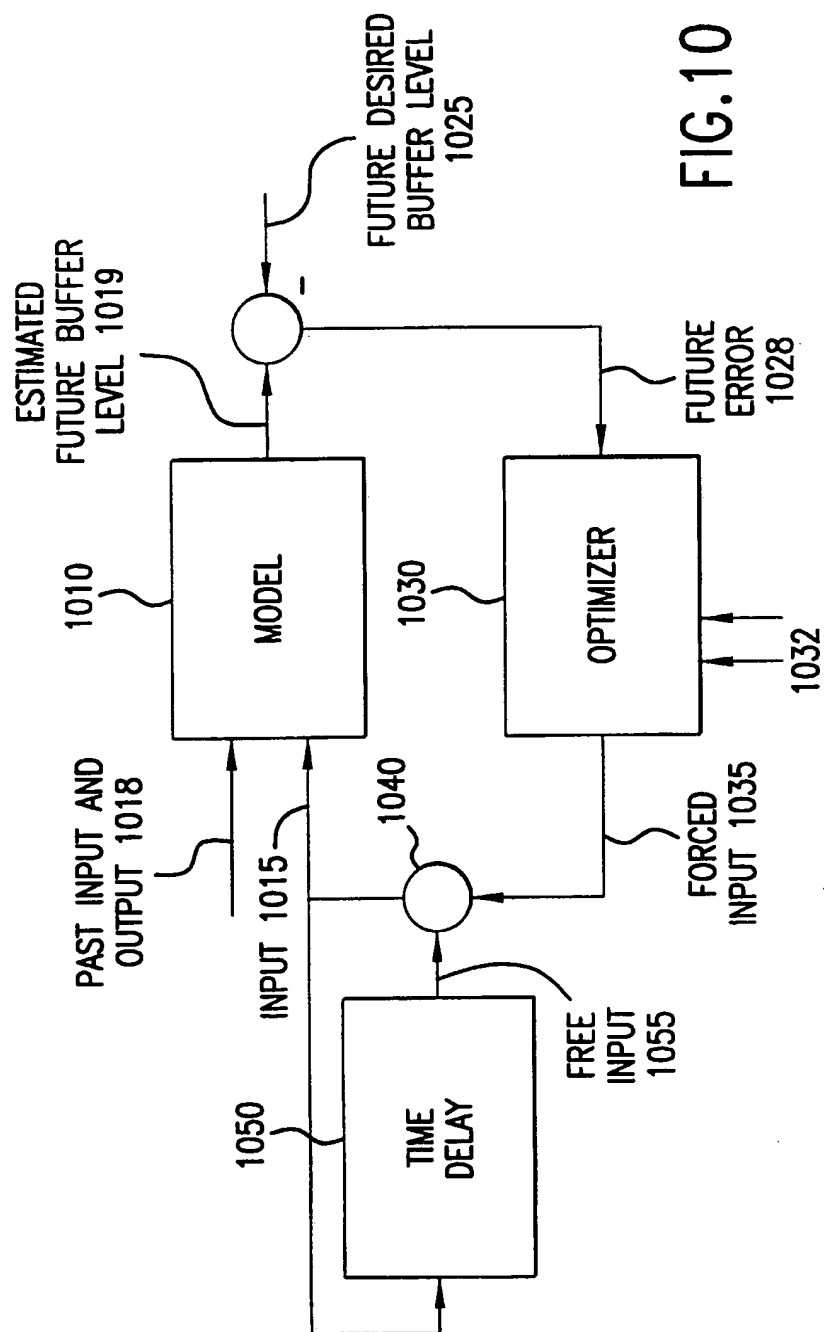 PAST INPUT AND
OUTPUT 1018
1010
MODEL
ESTIMATED
FUTURE BUFFER
LEVEL 1019
-
FUTURE DESIRED
BUFFER LEVEL
1025
INPUT 1015
1040
1050
TIME
DELAY
FREE
INPUT
1055
FORCED
INPUT 1035
1030
OPTIMIZER
1032
FUTURE
ERROR
1028
FIG.10